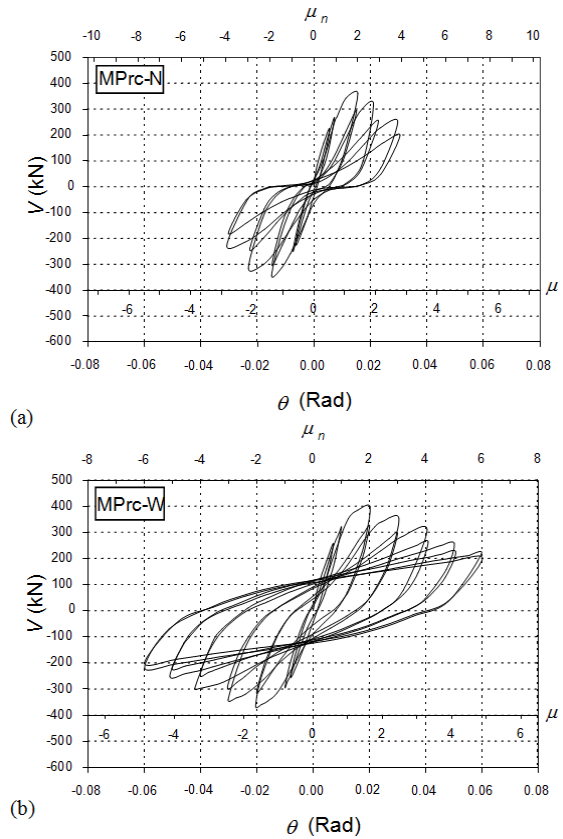 μ n
-10 -8 -6 -4 -2 0 2 4 6 8 10
500
MPrc-N
400
300
200
100
0
-100
-200
-300
-400
-500
-600
V (kN)
-6 -4 -2 0 2 4 6
μ
-0.08 -0.06 -0.04 -0.02 0.00 0.02 0.04 0.06 0.08
θ (Rad)
(a)
μ n
-8 -6 -4 -2 0 2 4 6 8
500
MPrc-W
400
300
200
100
0
-100
-200
-300
-400
-500
-600
V (kN)
-6 -4 -2 0 2 4 6
μ
-0.08 -0.06 -0.04 -0.02 0.00 0.02 0.04 0.06 0.08
θ (Rad)
(b)